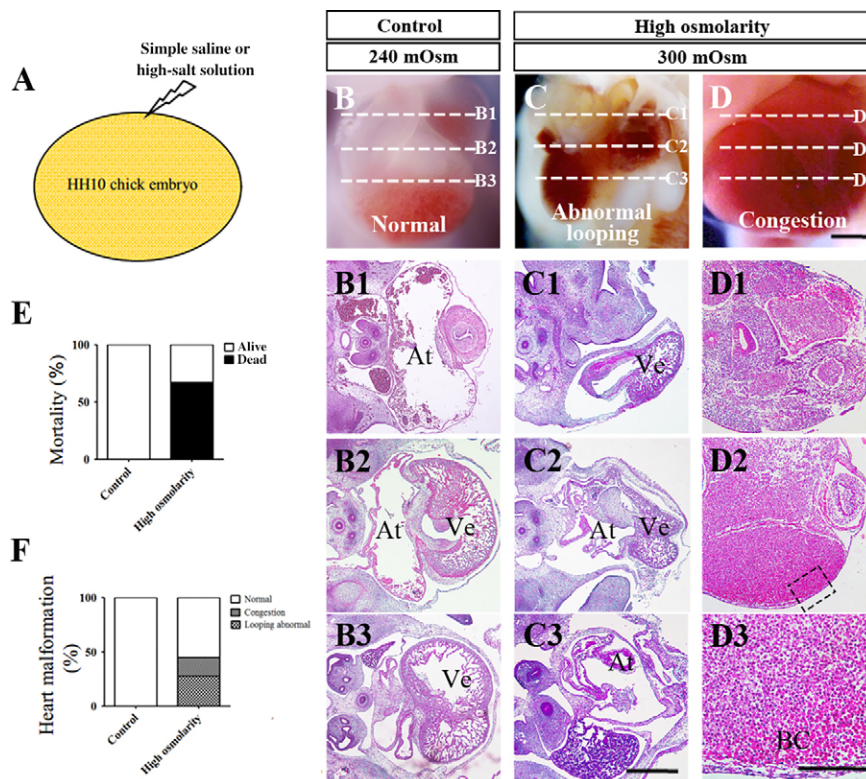 Control
High osmolarity
240 mOsm
300 mOsm
A
Simple saline or
high-salt solution
HH10 chick embryo
B
B1
B2
B3
Normal
C
C1
C2
C3
Abnormal
looping
D
D
D
D
Congestion
B1
At
C1
Ve
D1
E
Alive
Dead
Mortality (%)
100
50
0
Control
High osmolarity
B2
At
Ve
C2
At
Ve
D2
F
Normal
Congestion
Looping abnormal
Heart malformation
(%)
100
50
0
Control
High osmolarity
B3
Ve
C3
At
D3
BC